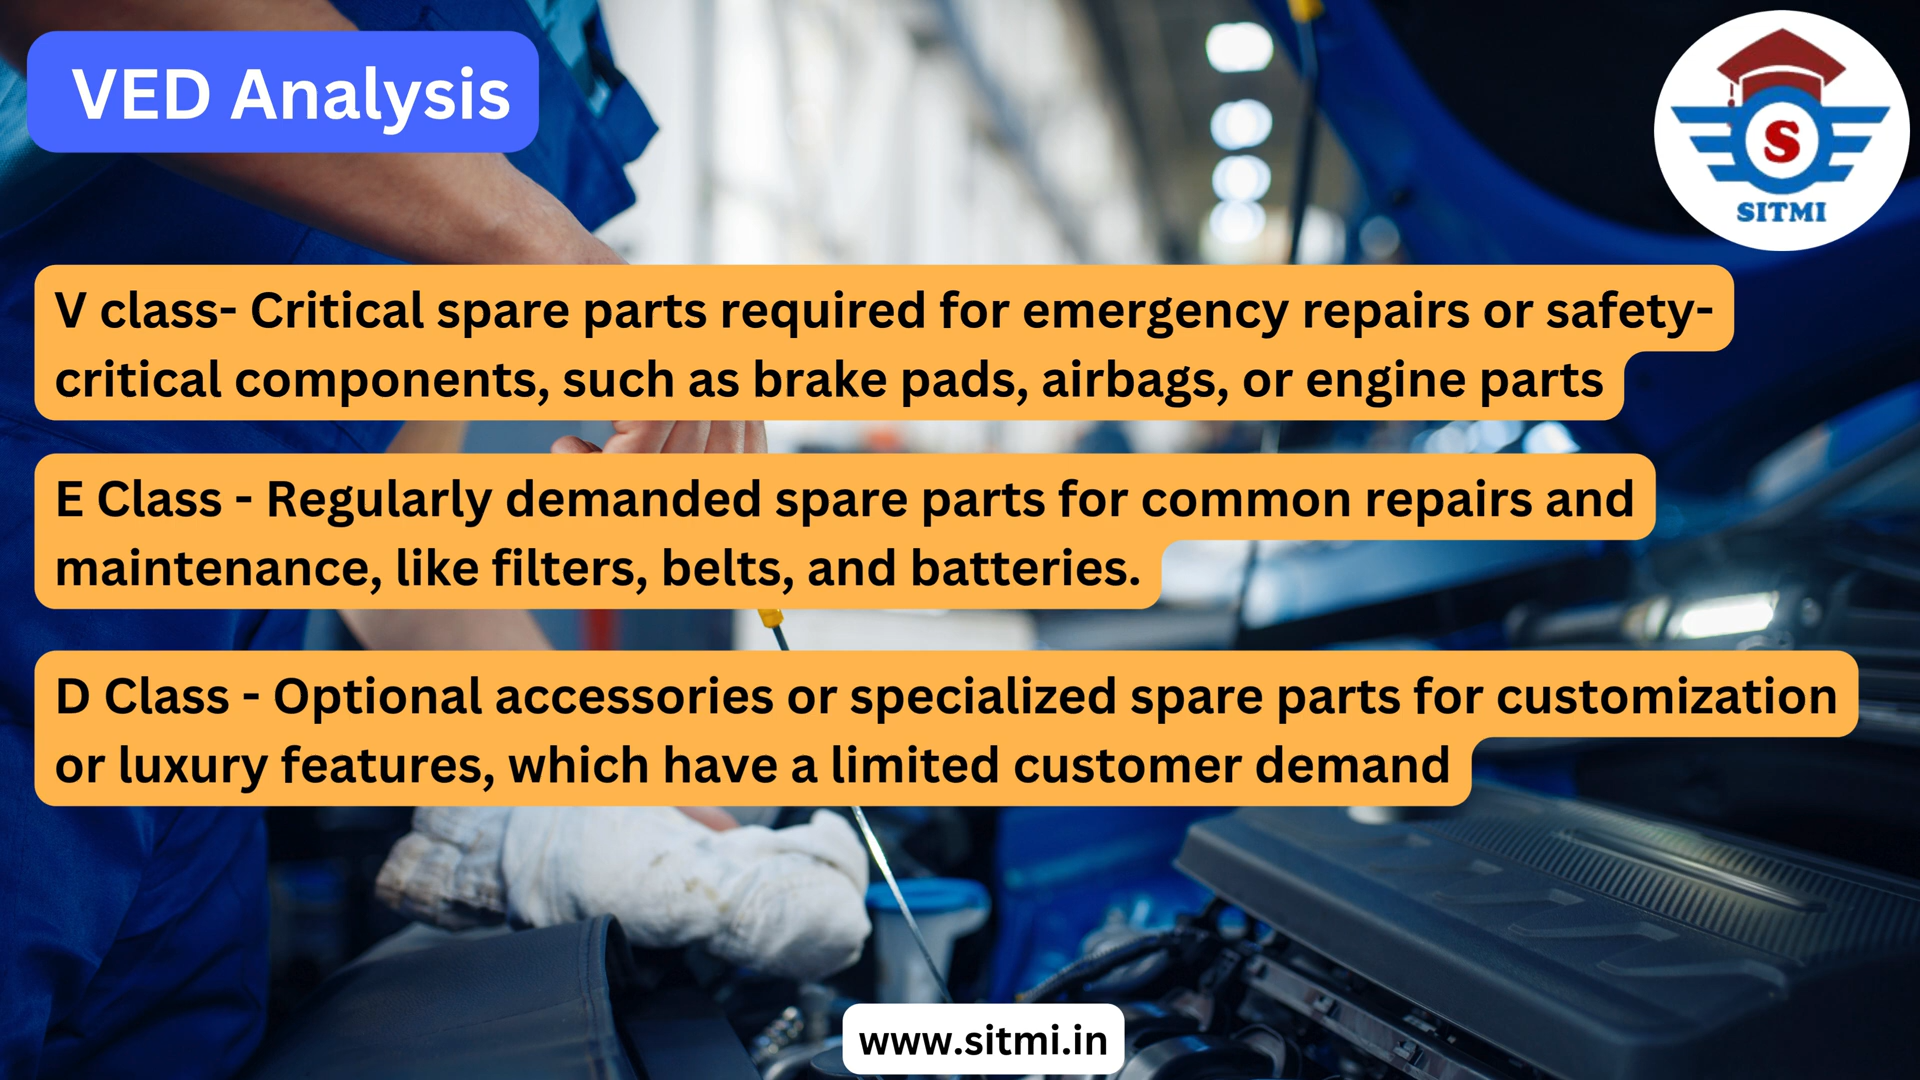 VED Analysis
S
SITMI
V class- Critical spare parts required for emergency repairs or safety-
critical components, such as brake pads, airbags, or engine parts
E Class - Regularly demanded spare parts for common repairs and
maintenance, like filters, belts, and batteries.
D Class - Optional accessories or specialized spare parts for customization
or luxury features, which have a limited customer demand
www.sitmi.in